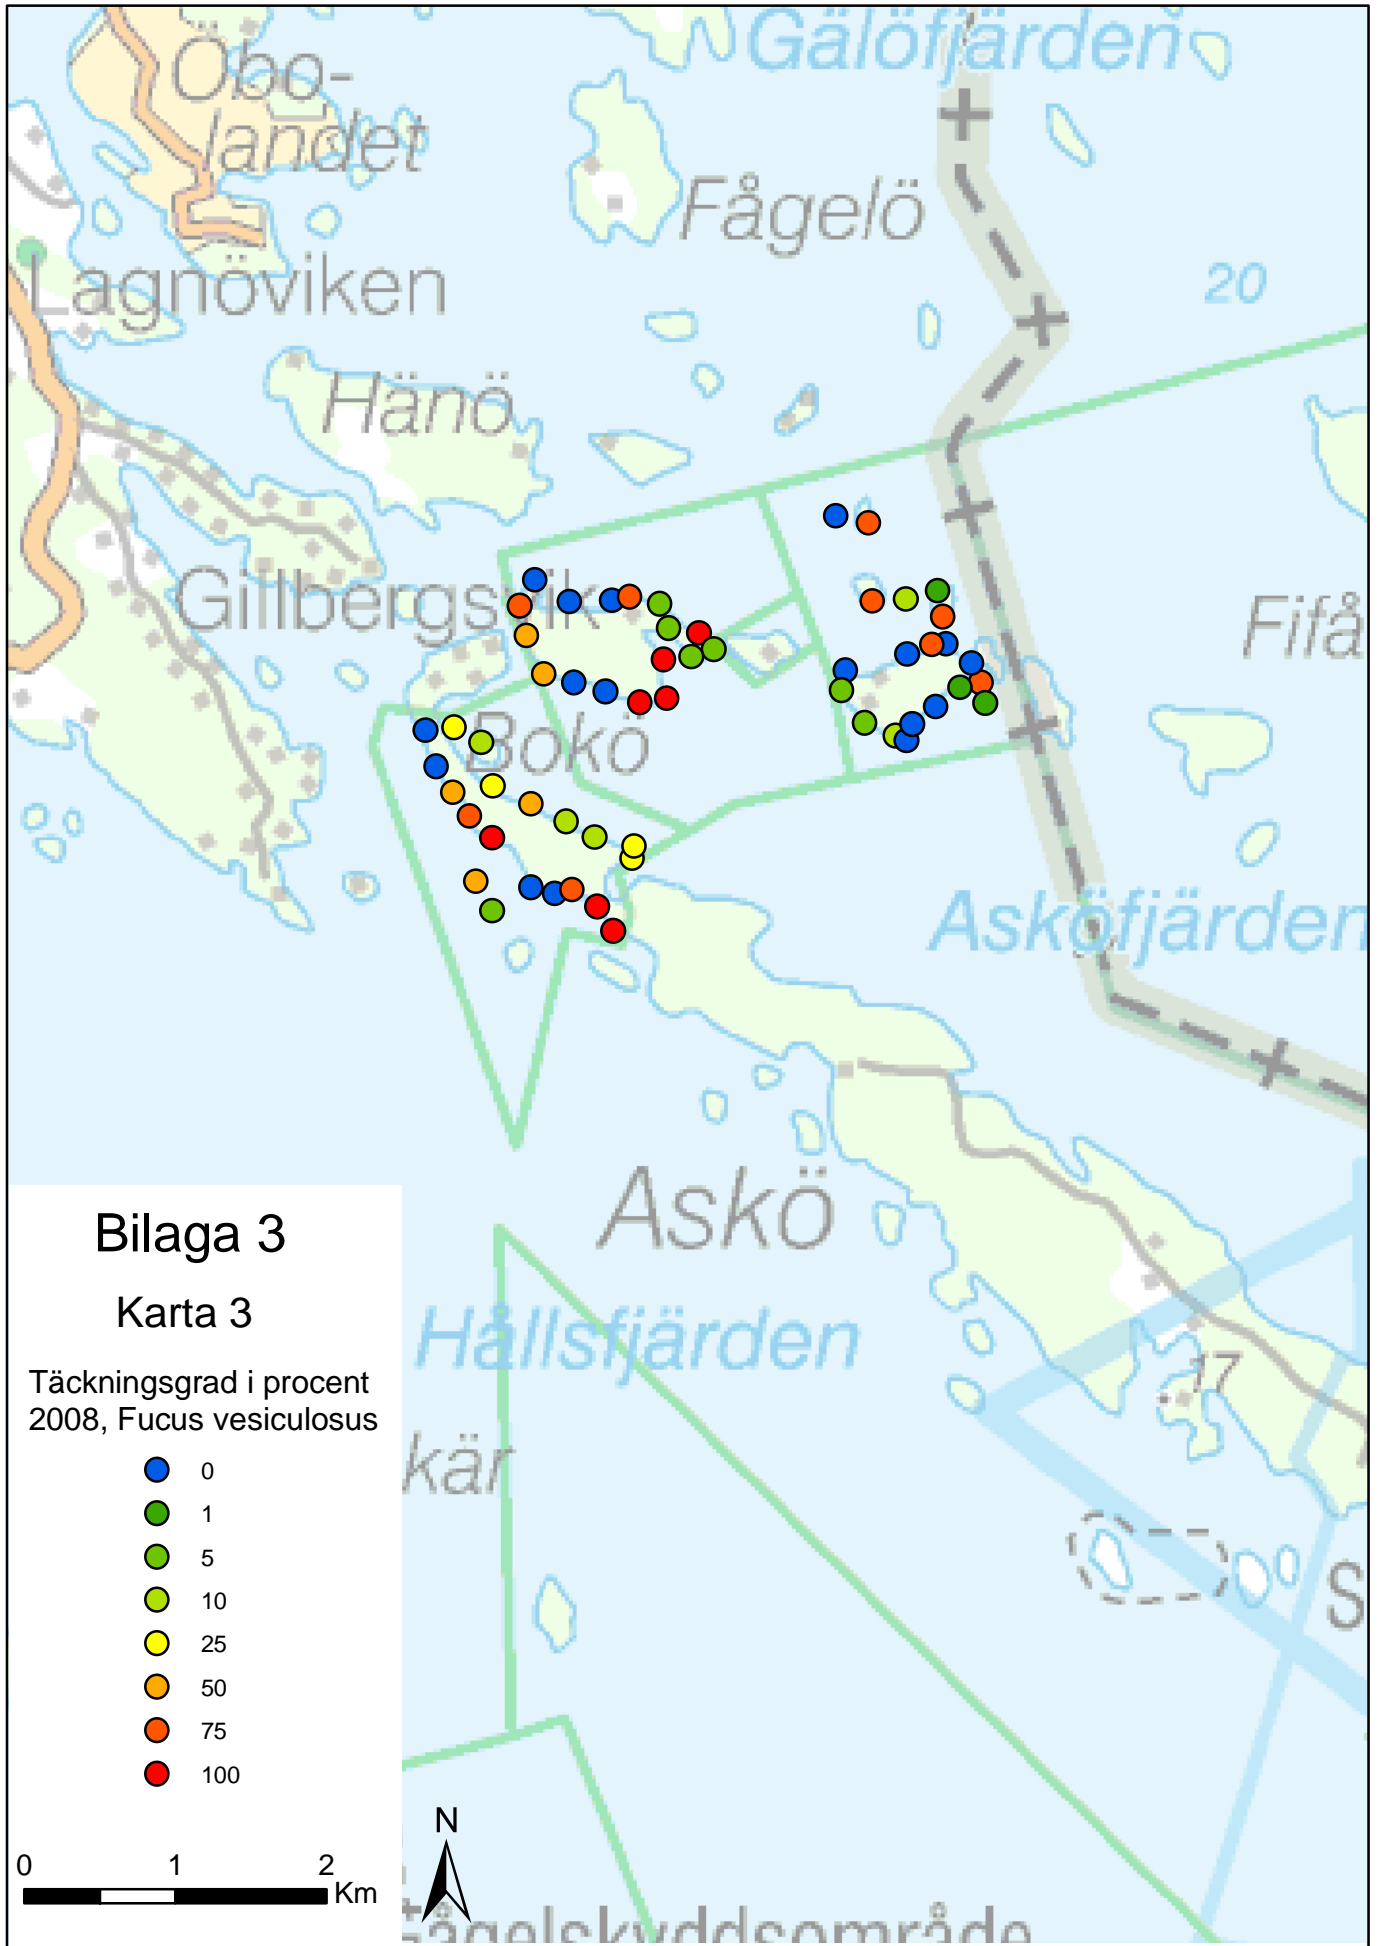 Gälöfjärden
Öbo-
landet
Fågelö
Lagnöviken
20
Hänö
Gillbergsvik
Fifå
Bokö
Asköfjärden
Askö
Bilaga 3
Karta 3
Hållsfjärden
17
Täckningsgrad i procent
2008, Fucus vesiculosus
kär
0
1
5
10
25
50
75
100
S
N
0 1 2
Km
Fågelskyddsområde